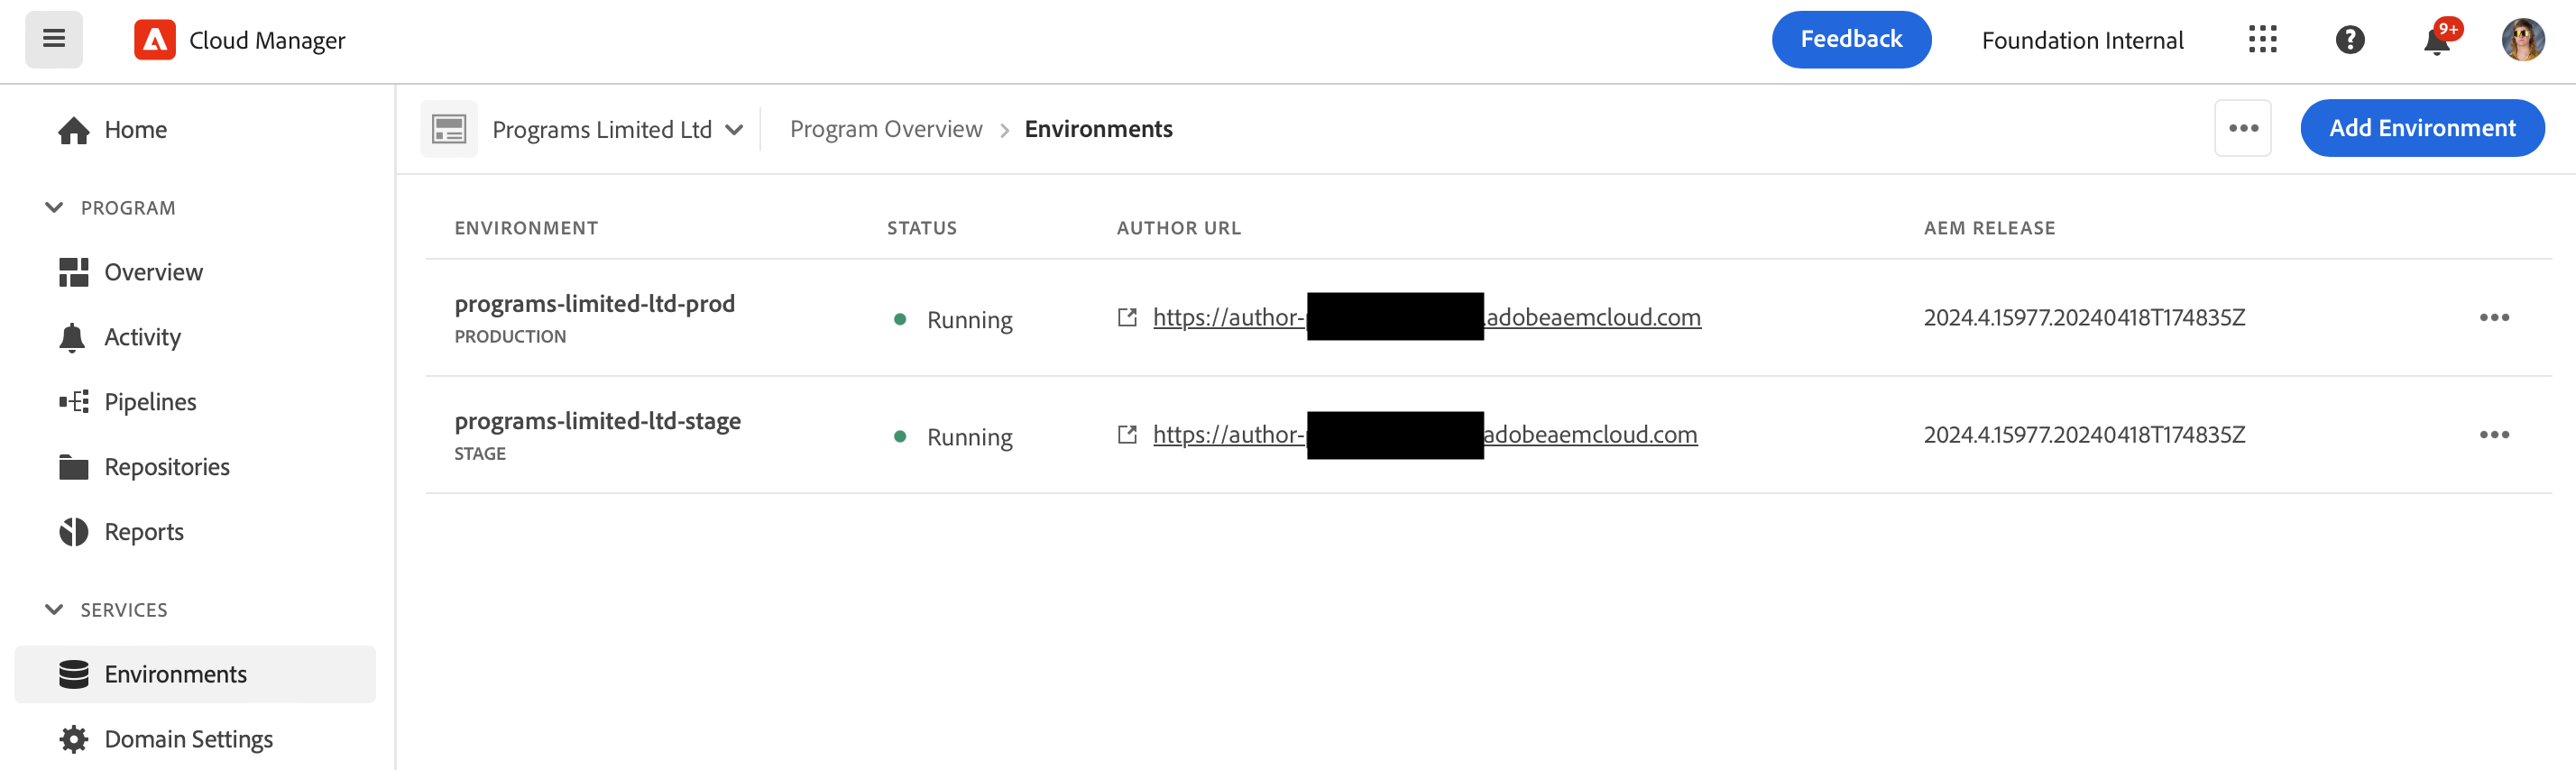 Cloud Manager
Feedback
Foundation Internal
9+
Home
PROGRAM
Overview
Activity
Pipelines
Repositories
Reports
SERVICES
Environments
Domain Settings
Programs Limited Ltd
Program Overview > Environments
Add Environment
ENVIRONMENT STATUS AUTHOR URL AEM RELEASE
programs-limited-ltd-prod
PRODUCTION
Running
https://author-p .adobeaemcloud.com
2024.4.15977.20240418T174835Z
programs-limited-ltd-stage
STAGE
Running
https://author-p adobeaemcloud.com
2024.4.15977.20240418T174835Z